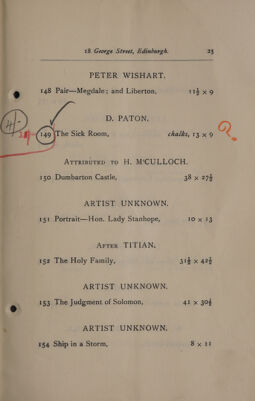 18 George Street, Edinburgh. 25
PETER WISHART.
148 Pair—Megdale; and Liberton, 11½ × 9
D. PATON.
149 The Sick Room, chalks, 13 × 9
ATTRIBUTED TO H. M'CULLOCH.
150 Dumbarton Castle, 38 × 27½
ARTIST UNKNOWN.
151 Portrait—Hon. Lady Stanhope, 10 × 13
AFTER TITIAN.
152 The Holy Family, 31½ × 42½
ARTIST UNKNOWN.
153 The Judgment of Solomon, 41 × 30½
ARTIST UNKNOWN.
154 Ship in a Storm, 8 × 11